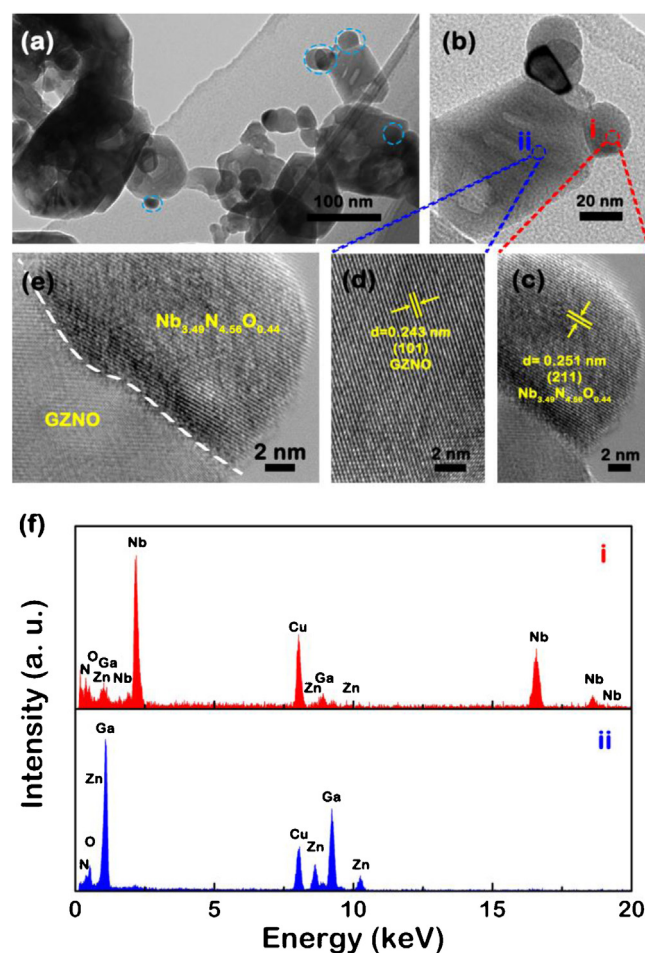 (a)
100 nm
(b)
ii
i
20 nm
(e)
Nb3.49N4.56O0.44
GZNO
2 nm
(d)
d=0.243 nm
(101)
GZNO
2 nm
(c)
d= 0.251 nm
(211)
Nb3.49N4.56O0.44
2 nm
(f)
Intensity (a. u.)
i
Nb
O
Ga
N
Zn
Nb
Cu
Zn
Ga
Zn
Nb
Nb
Nb
ii
Ga
Zn
O
N
Cu
Zn
Ga
Zn
0 5 10 15 20
Energy (keV)